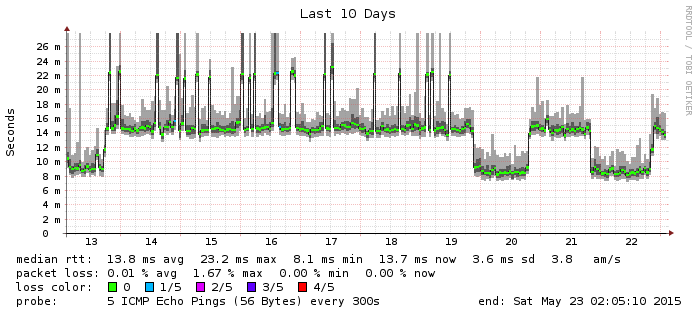 Last 10 Days
RRDTOOL / TOBI OETIKER
Seconds
26 m
24 m
22 m
20 m
18 m
16 m
14 m
12 m
10 m
8 m
6 m
4 m
2 m
0
13 14 15 16 17 18 19 20 21 22
median rtt: 13.8 ms avg 23.2 ms max 8.1 ms min 13.7 ms now 3.6 ms sd 3.8 am/s
packet loss: 0.01 % avg 1.67 % max 0.00 % min 0.00 % now
loss color: 0 1/5 2/5 3/5 4/5
probe: 5 ICMP Echo Pings (56 Bytes) every 300s end: Sat May 23 02:05:10 2015